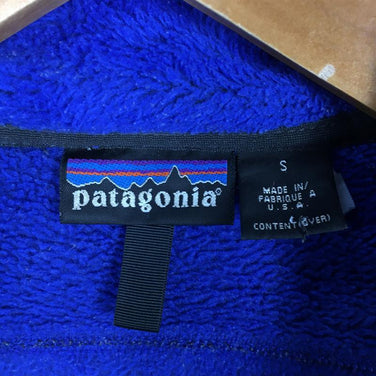 patagonia®
S
MADE IN/
FABRIQUE A
U.S.A.
CONTENT(OVER)